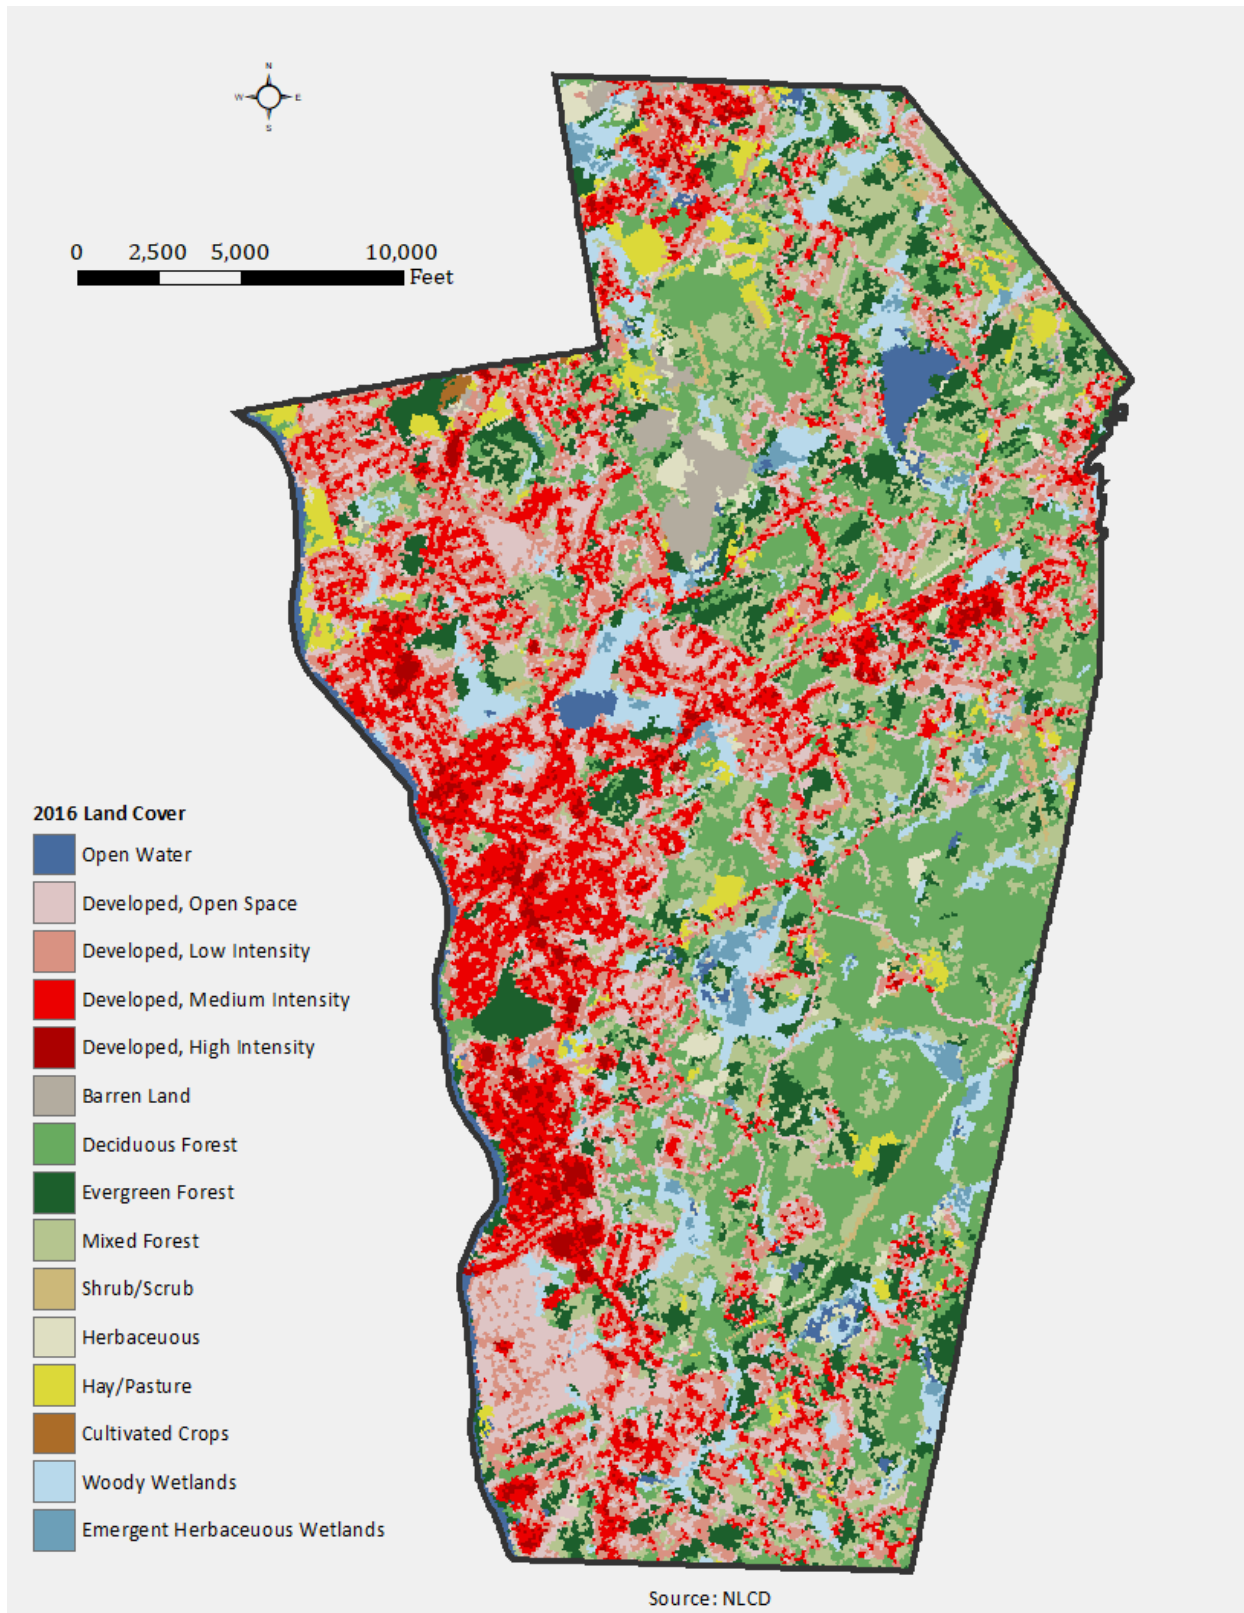 N
W E
S
0 2,500 5,000 10,000
Feet
2016 Land Cover
Open Water
Developed, Open Space
Developed, Low Intensity
Developed, Medium Intensity
Developed, High Intensity
Barren Land
Deciduous Forest
Evergreen Forest
Mixed Forest
Shrub/Scrub
Herbaceuous
Hay/Pasture
Cultivated Crops
Woody Wetlands
Emergent Herbaceuous Wetlands
Source: NLCD